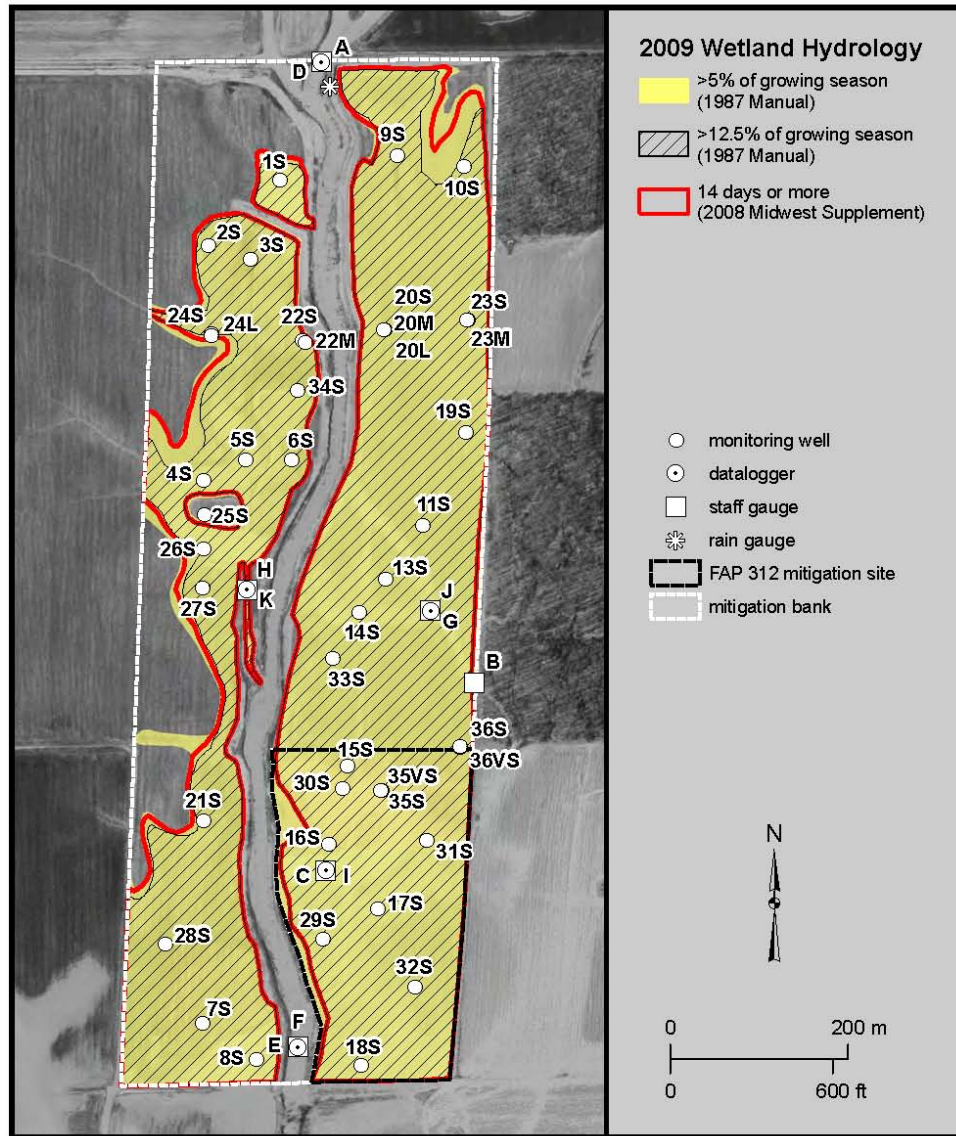 A
D
9S
1S
10S
2S
3S
20S
23S
24S
24L
22S
20M
22M
23M
20L
34S
19S
5S
6S
4S
11S
25S
26S
13S
H
J
K
27S
G
14S
33S
B
36S
15S
36VS
30S
35VS
35S
21S
16S
31S
C
I
17S
29S
28S
32S
7S
F
E
8S
18S
2009 Wetland Hydrology
>5% of growing season
(1987 Manual)
>12.5% of growing season
(1987 Manual)
14 days or more
(2008 Midwest Supplement)
monitoring well
datalogger
staff gauge
rain gauge
FAP 312 mitigation site
mitigation bank
N
0 200 m
0 600 ft